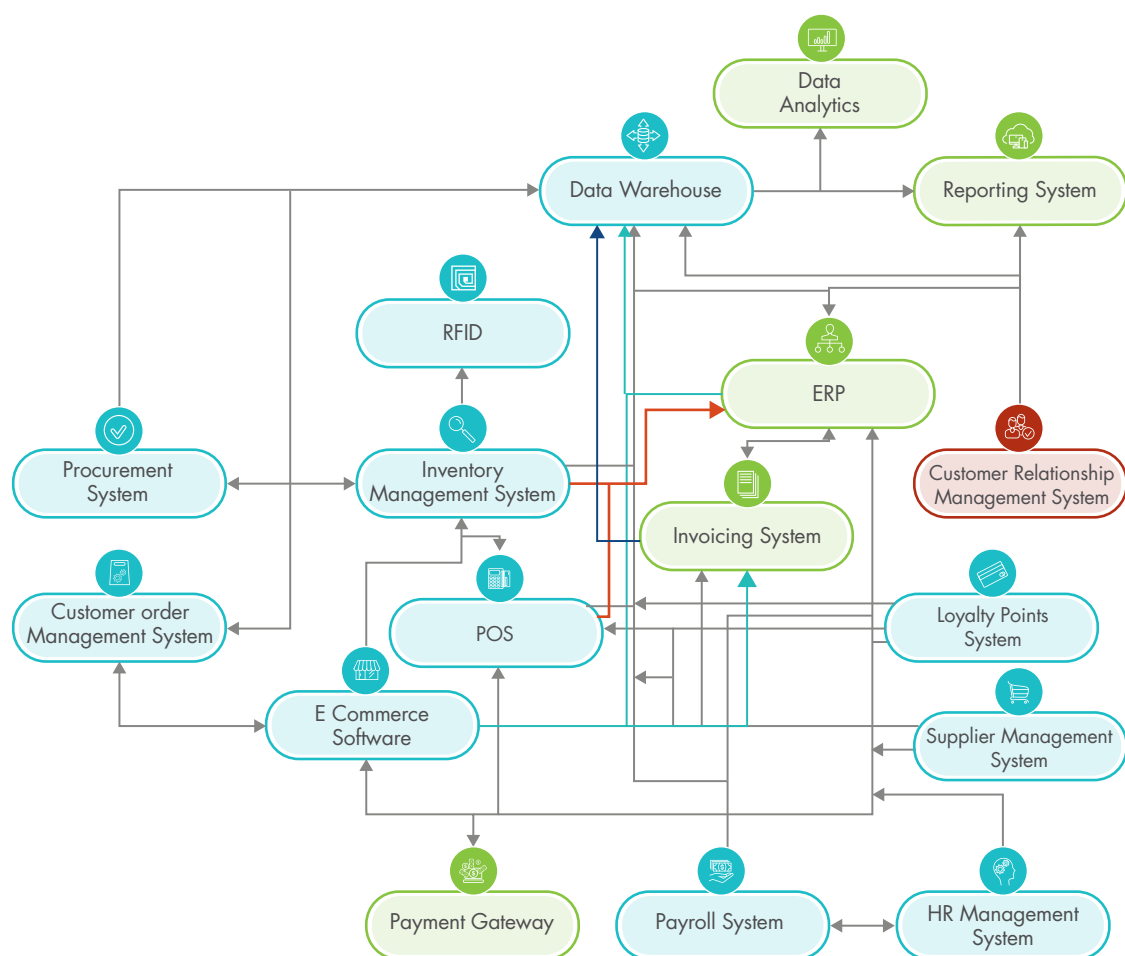 Data
Analytics
Data Warehouse
Reporting System
RFID
ERP
Procurement
System
Inventory
Management System
Customer Relationship
Management System
Invoicing System
Customer order
Management System
POS
Loyalty Points
System
E Commerce
Software
Supplier Management
System
Payment Gateway
Payroll System
HR Management
System